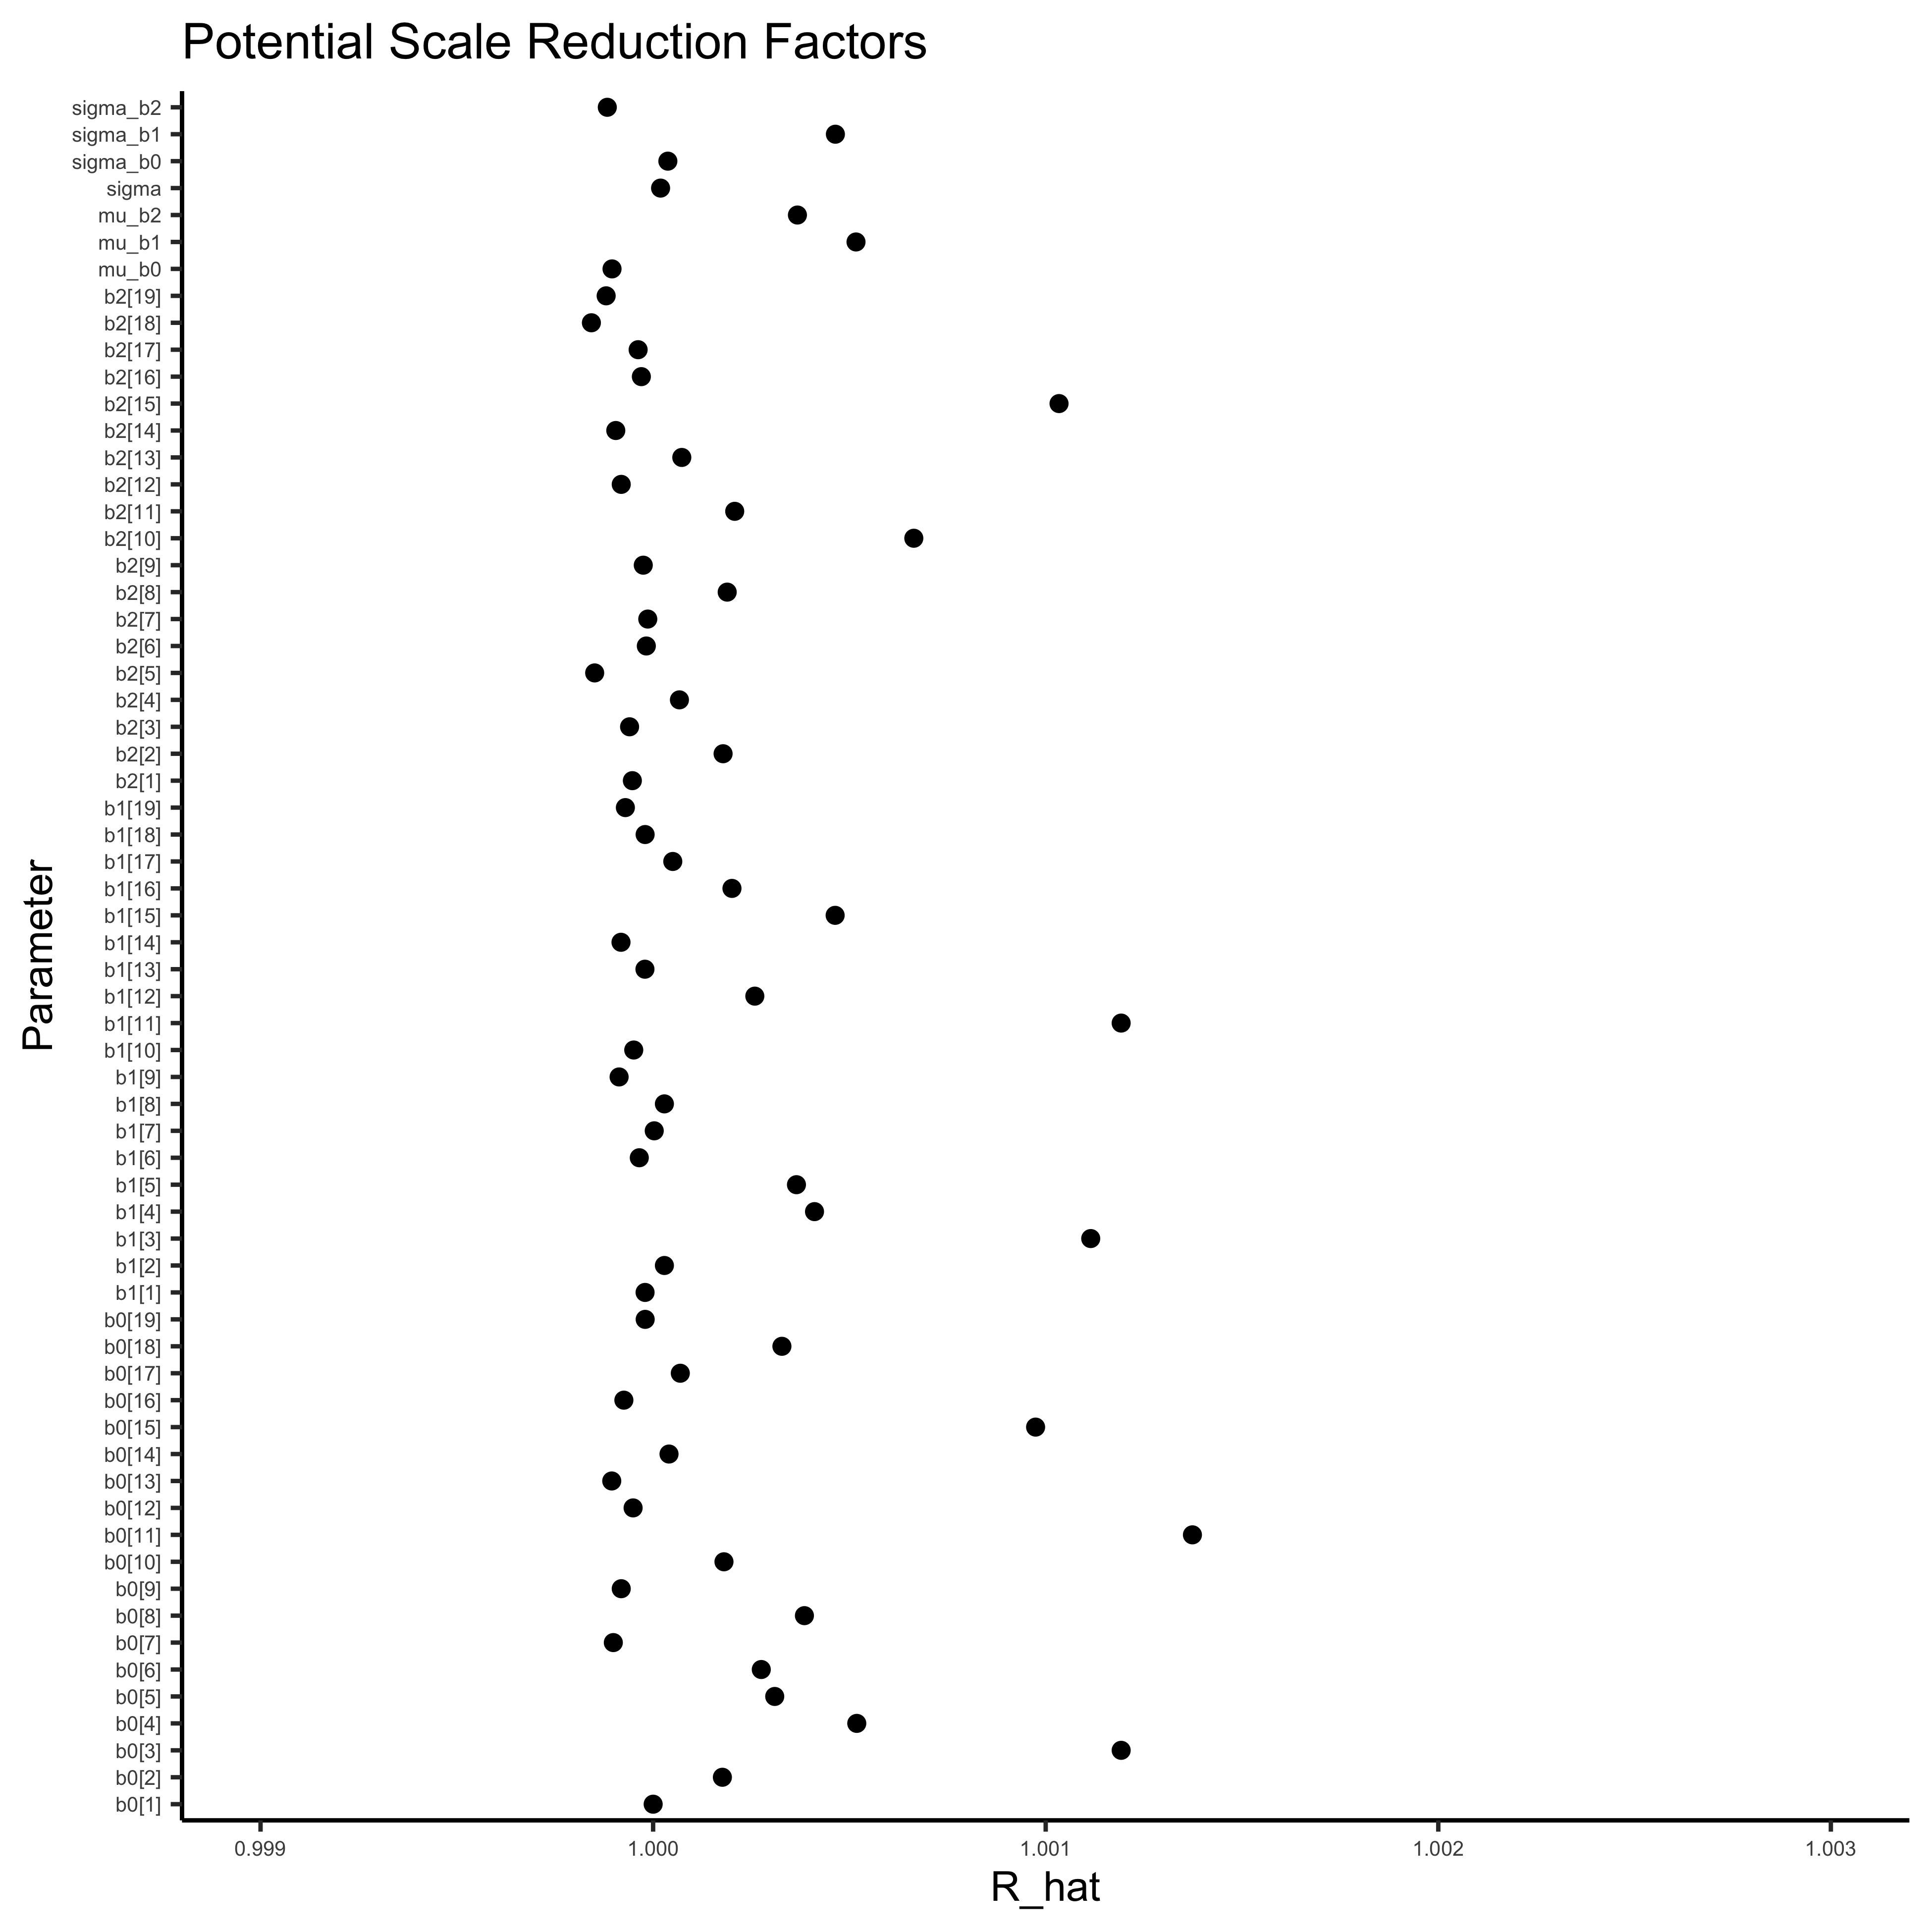 Potential Scale Reduction Factors
sigma_b2
sigma_b1
sigma_b0
sigma
mu_b2
mu_b1
mu_b0
b2[19]
b2[18]
b2[17]
b2[16]
b2[15]
b2[14]
b2[13]
b2[12]
b2[11]
b2[10]
b2[9]
b2[8]
b2[7]
b2[6]
b2[5]
b2[4]
b2[3]
b2[2]
b2[1]
b1[19]
b1[18]
b1[17]
b1[16]
b1[15]
b1[14]
b1[13]
b1[12]
b1[11]
b1[10]
b1[9]
b1[8]
b1[7]
b1[6]
b1[5]
b1[4]
b1[3]
b1[2]
b1[1]
b0[19]
b0[18]
b0[17]
b0[16]
b0[15]
b0[14]
b0[13]
b0[12]
b0[11]
b0[10]
b0[9]
b0[8]
b0[7]
b0[6]
b0[5]
b0[4]
b0[3]
b0[2]
b0[1]
Parameter
0.999 1.000 1.001 1.002 1.003
R_hat